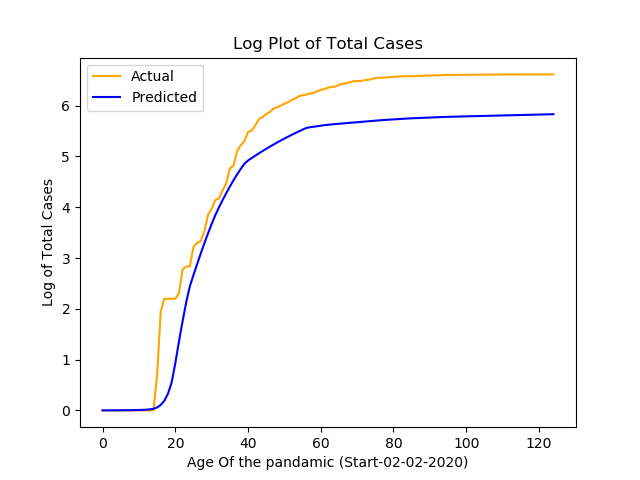 Log Plot of Total Cases
Actual
Predicted
Log of Total Cases
6
5
4
3
2
1
0
0 20 40 60 80 100 120
Age Of the pandamic (Start-02-02-2020)